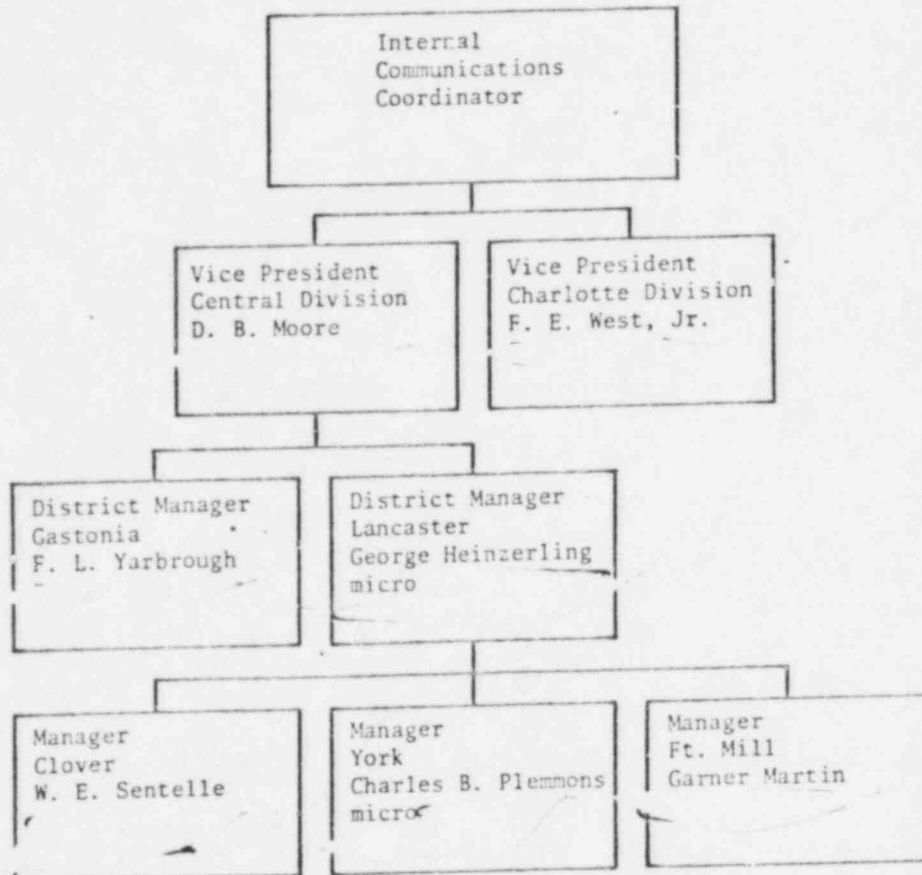 Internal
Communications
Coordinator
Vice President
Central Division
D. B. Moore
Vice President
Charlotte Division
F. E. West, Jr.
District Manager
Gastonia
F. L. Yarbrough
District Manager
Lancaster
George Heinzerling
micro
Manager
Clover
W. E. Sentelle
Manager
York
Charles B. Plemmons
micro
Manager
Ft. Mill
Garner Martin